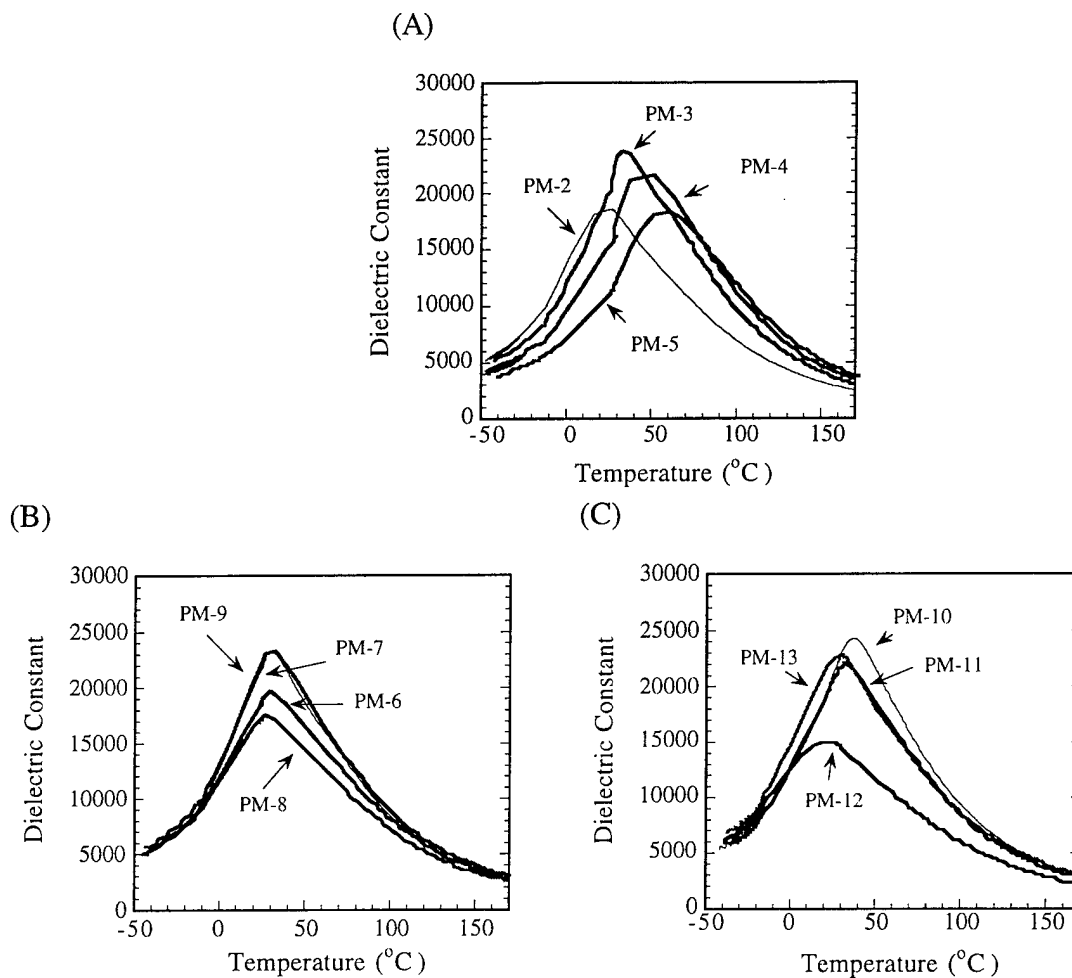 (A)
30000
25000
20000
15000
10000
5000
0
-50
0
50
100
150
Dielectric Constant
Temperature (°C)
PM-3
PM-4
PM-2
PM-5
(B)
30000
25000
20000
15000
10000
5000
0
-50
0
50
100
150
Dielectric Constant
Temperature (°C)
PM-9
PM-7
PM-6
PM-8
(C)
30000
25000
20000
15000
10000
5000
0
-50
0
50
100
150
Dielectric Constant
Temperature (°C)
PM-10
PM-13
PM-11
PM-12